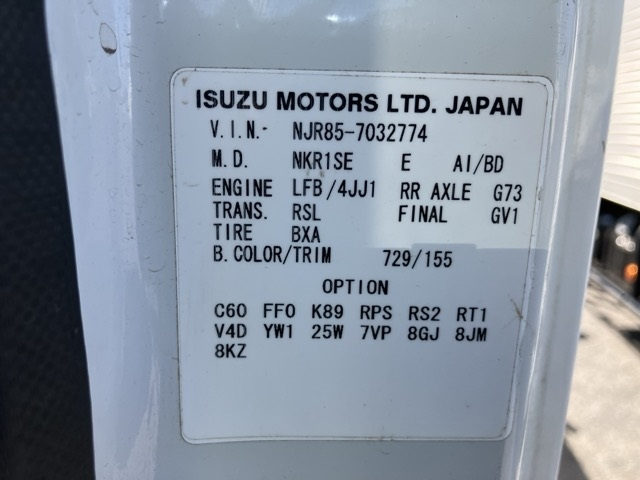 ISUZU MOTORS LTD. JAPAN
V.I.N.- NJR85-7032774
M.D. NKR1SE E AI/BD
ENGINE LFB/4JJ1 RR AXLE G73
TRANS. RSL FINAL GV1
TIRE BXA
B.COLOR/TRIM 729/155
OPTION
C60 FF0 K89 RPS RS2 RT1
V4D YW1 25W 7VP 8GJ 8JM
8KZ